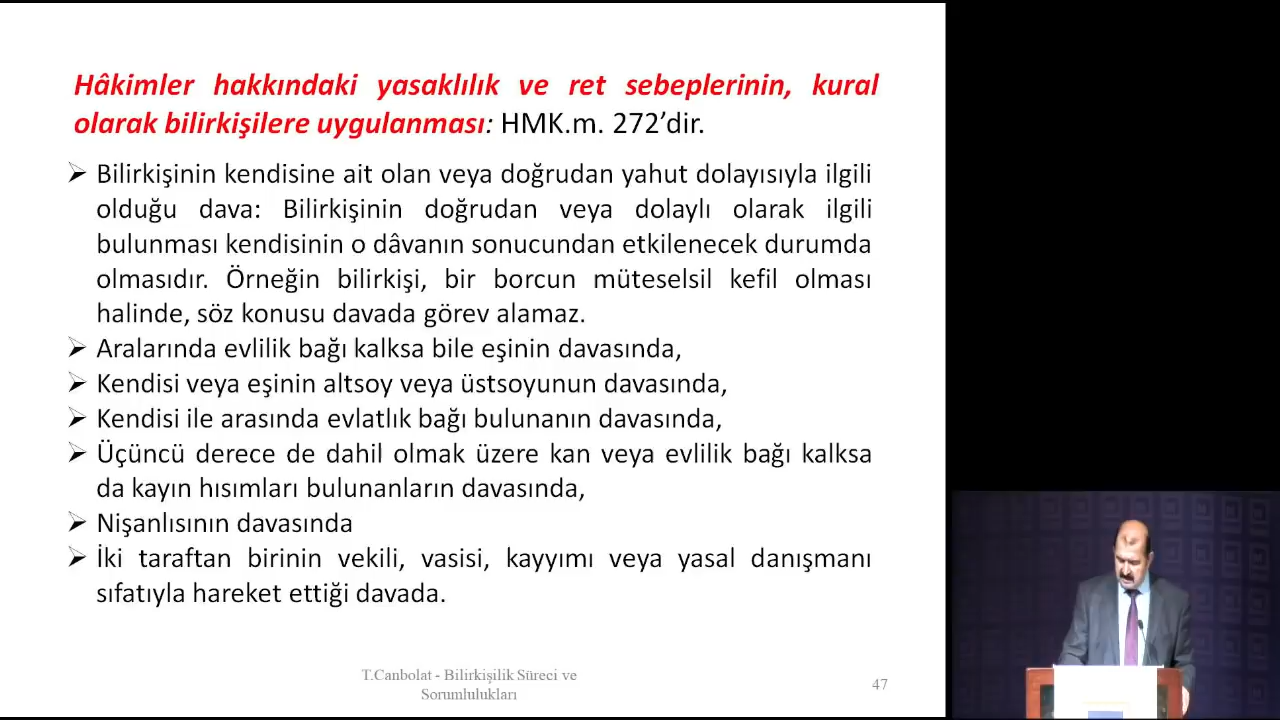 Hâkimler hakkındaki yasaklılık ve ret sebeplerinin, kural
olarak bilirkişilere uygulanması: HMK.m. 272’dir.
➢ Bilirkişinin kendisine ait olan veya doğrudan yahut dolayısıyla ilgili
olduğu dava: Bilirkişinin doğrudan veya dolaylı olarak ilgili
bulunması kendisinin o dâvanın sonucundan etkilenecek durumda
olmasıdır. Örneğin bilirkişi, bir borcun müteselsil kefil olması
halinde, söz konusu davada görev alamaz.
➢ Aralarında evlilik bağı kalksa bile eşinin davasında,
➢ Kendisi veya eşinin altsoy veya üstsoyunun davasında,
➢ Kendisi ile arasında evlatlık bağı bulunanın davasında,
➢ Üçüncü derece de dahil olmak üzere kan veya evlilik bağı kalksa
da kayın hısımları bulunanların davasında,
➢ Nişanlısının davasında
➢ İki taraftan birinin vekili, vasisi, kayyımı veya yasal danışmanı
sıfatıyla hareket ettiği davada.
T.Canbolat - Bilirkişilik Süreci ve
Sorumlulukları
47